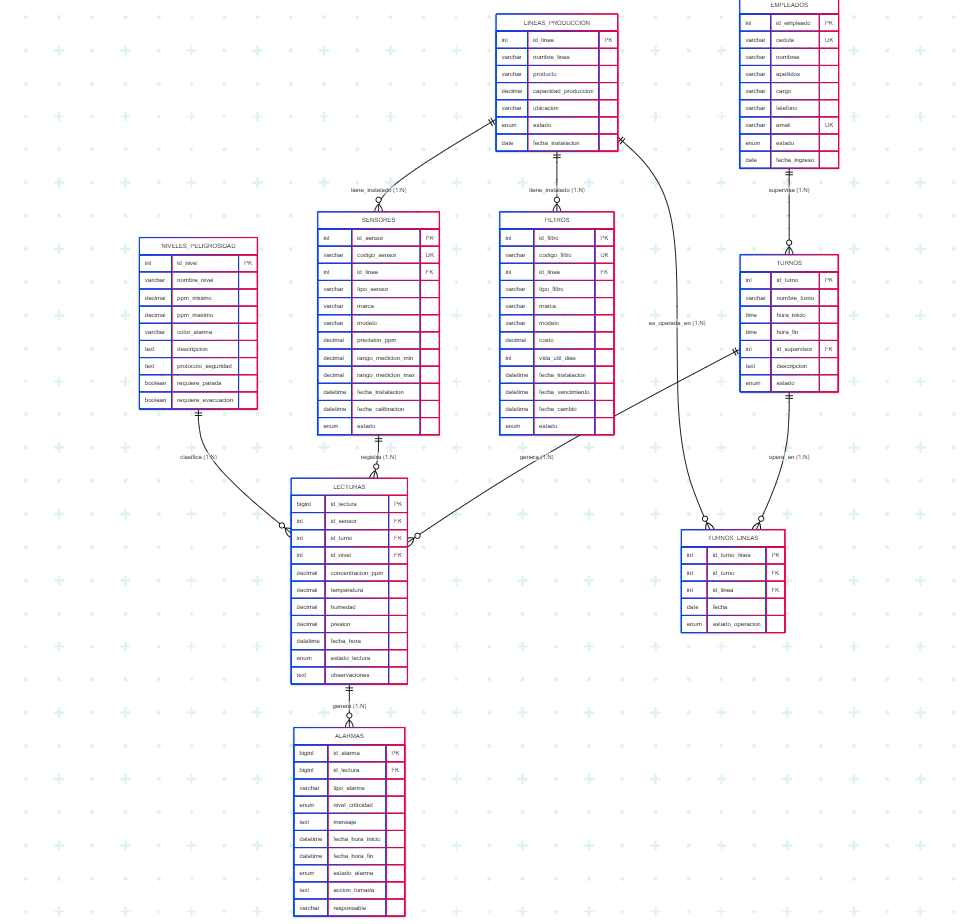 EMPLEADOS
int id_empleado PK
varchar cedula UK
varchar nombres
varchar apellidos
varchar cargo
varchar telefono
varchar email UK
enum estado
date fecha_ingreso
LINEAS_PRODUCCION
int id_linea PK
varchar nombre_linea
varchar producto
decimal capacidad_produccion
varchar ubicacion
enum estado
date fecha_instalacion
tiene_instalado (1:N)
tiene_instalado (1:N)
supervisa (1:N)
SENSORES
int id_sensor PK
varchar codigo_sensor UK
int id_linea FK
varchar tipo_sensor
varchar marca
varchar modelo
decimal precision_ppm
decimal rango_medicion_min
decimal rango_medicion_max
datetime fecha_instalacion
datetime fecha_calibracion
enum estado
FILTROS
int id_filtro PK
varchar codigo_filtro UK
int id_linea FK
varchar tipo_filtro
varchar marca
varchar modelo
decimal costo
int vida_util_dias
datetime fecha_instalacion
datetime fecha_vencimiento
datetime fecha_cambio
enum estado
NIVELES_PELIGROSIDAD
int id_nivel PK
varchar nombre_nivel
decimal ppm_minimo
decimal ppm_maximo
varchar color_alarma
text descripcion
text protocolo_seguridad
boolean requiere_parada
boolean requiere_evacuacion
TURNOS
int id_turno PK
varchar nombre_turno
time hora_inicio
time hora_fin
int id_supervisor FK
text descripcion
enum estado
es_operada_en (1:N)
clasifica (1:N)
registra (1:N)
genera (1:N)
opera_en (1:N)
LECTURAS
bigint id_lectura PK
int id_sensor FK
int id_turno FK
int id_nivel FK
decimal concentracion_ppm
decimal temperatura
decimal humedad
decimal presion
datetime fecha_hora
enum estado_lectura
text observaciones
TURNOS_LINEAS
int id_turno_linea PK
int id_turno FK
int id_linea FK
date fecha
enum estado_operacion
genera (1:N)
ALARMAS
bigint id_alarma PK
bigint id_lectura FK
varchar tipo_alarma
enum nivel_criticidad
text mensaje
datetime fecha_hora_inicio
datetime fecha_hora_fin
enum estado_alarma
text accion_tomada
varchar responsable